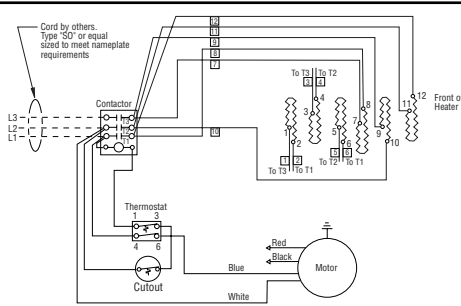 Cord by others.
Type "SO" or equal
sized to meet nameplate
requirements
12
11
9
8
7
10
Contactor
L3
L2
L1
T3
T2
T1
To T3 To T2
3 4
4
3
1
2
1 2
To T3 To T1
5
6
5 6
To T2 To T1
7
8
9
10
11
12
Front of
Heater
Thermostat
1 3
4 6
Cutout
Red
Black
Blue
White
Motor